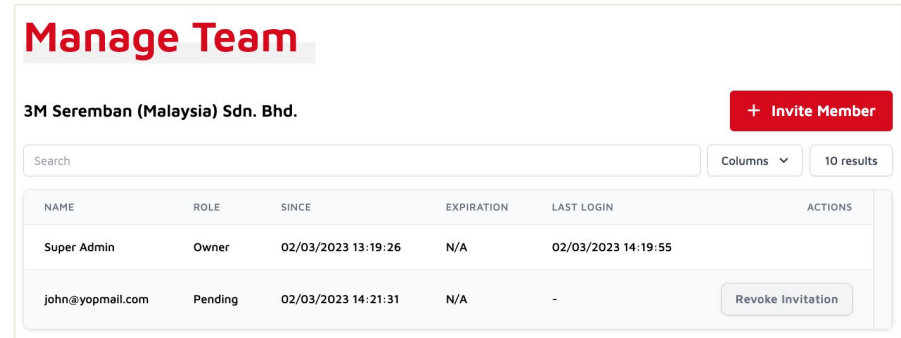 Manage Team
3M Seremban (Malaysia) Sdn. Bhd.
+ Invite Member
Search
Columns
10 results
NAME ROLE SINCE EXPIRATION LAST LOGIN ACTIONS
Super Admin Owner 02/03/2023 13:19:26 N/A 02/03/2023 14:19:55
john@yopmail.com Pending 02/03/2023 14:21:31 N/A - Revoke Invitation